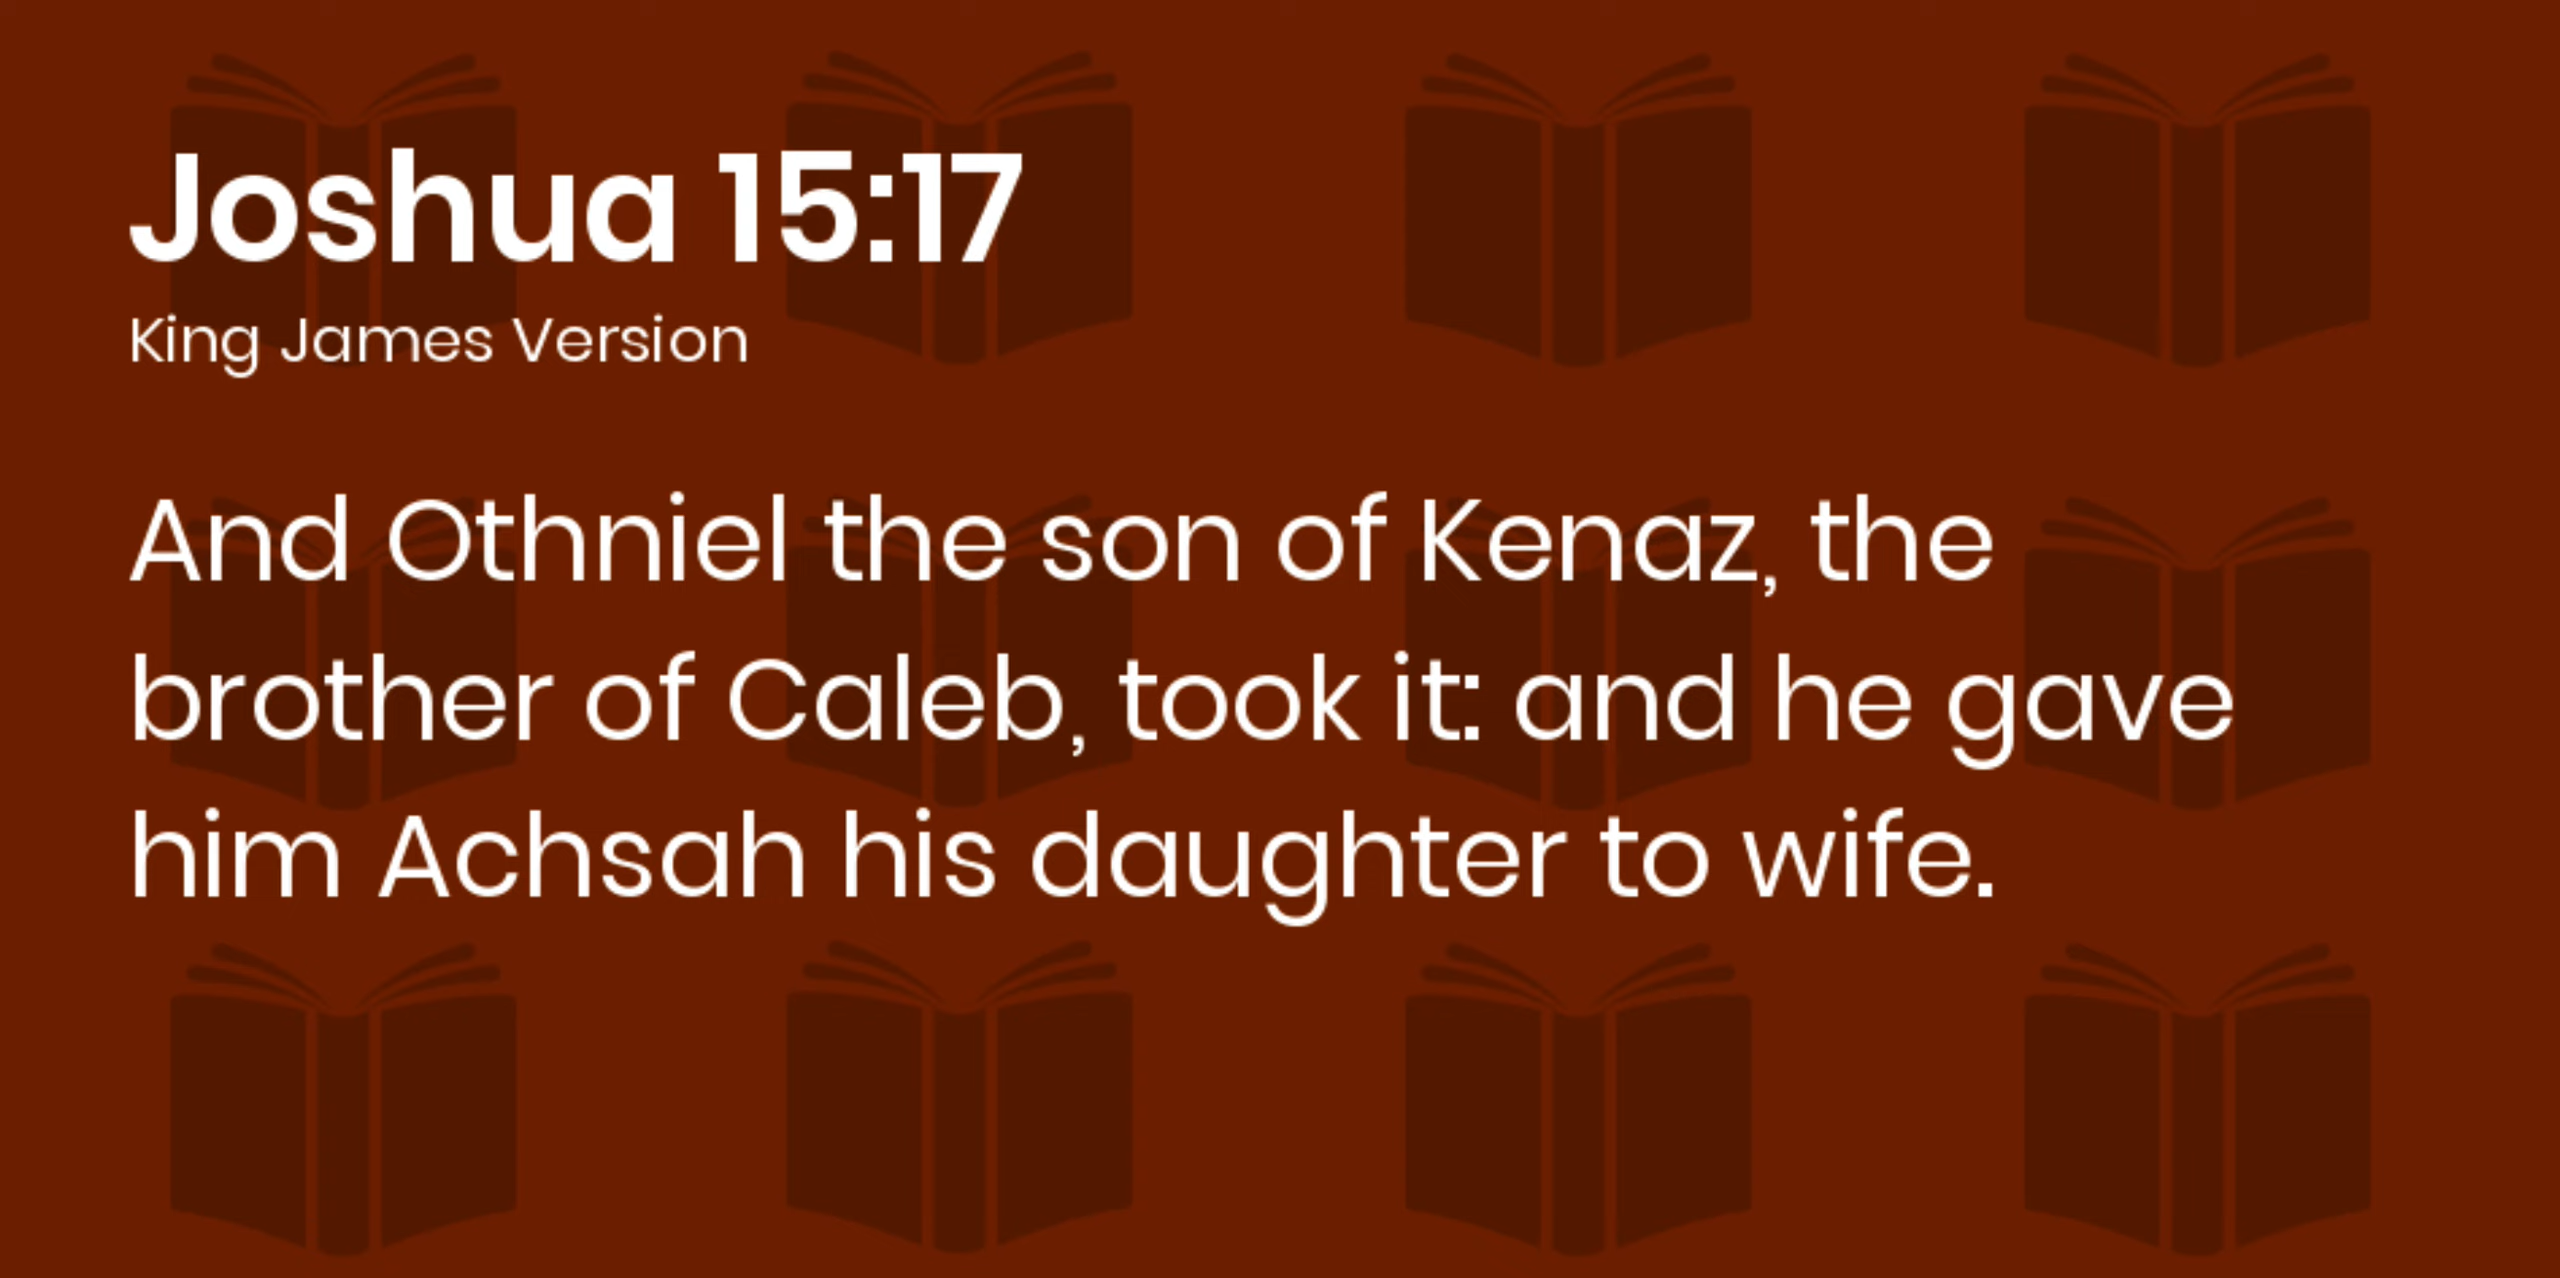 Joshua 15:17
King James Version
And Othniel the son of Kenaz, the
brother of Caleb, took it: and he gave
him Achsah his daughter to wife.